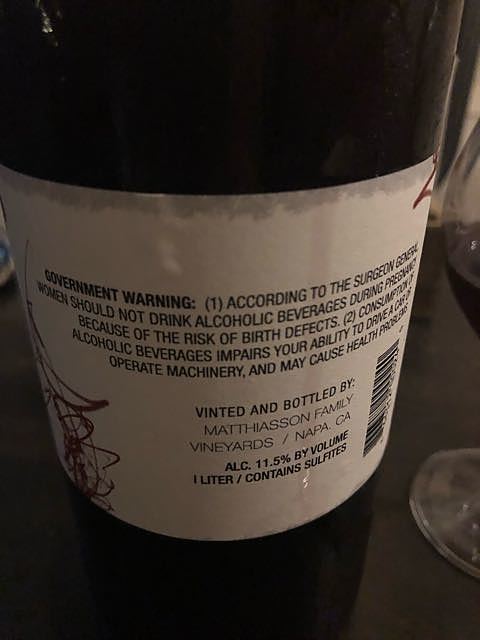 GOVERNMENT WARNING: (1) ACCORDING TO THE SURGEON GENERAL
WOMEN SHOULD NOT DRINK ALCOHOLIC BEVERAGES DURING PREGNANCY
BECAUSE OF THE RISK OF BIRTH DEFECTS. (2) CONSUMPTION
ALCOHOLIC BEVERAGES IMPAIRS YOUR ABILITY TO DRIVE A CAR OR
OPERATE MACHINERY, AND MAY CAUSE HEALTH PROBLEMS.
VINTED AND BOTTLED BY:
MATTHIASSON FAMILY
VINEYARDS / NAPA, CA
ALC. 11.5% BY VOLUME
1 LITER / CONTAINS SULFITES